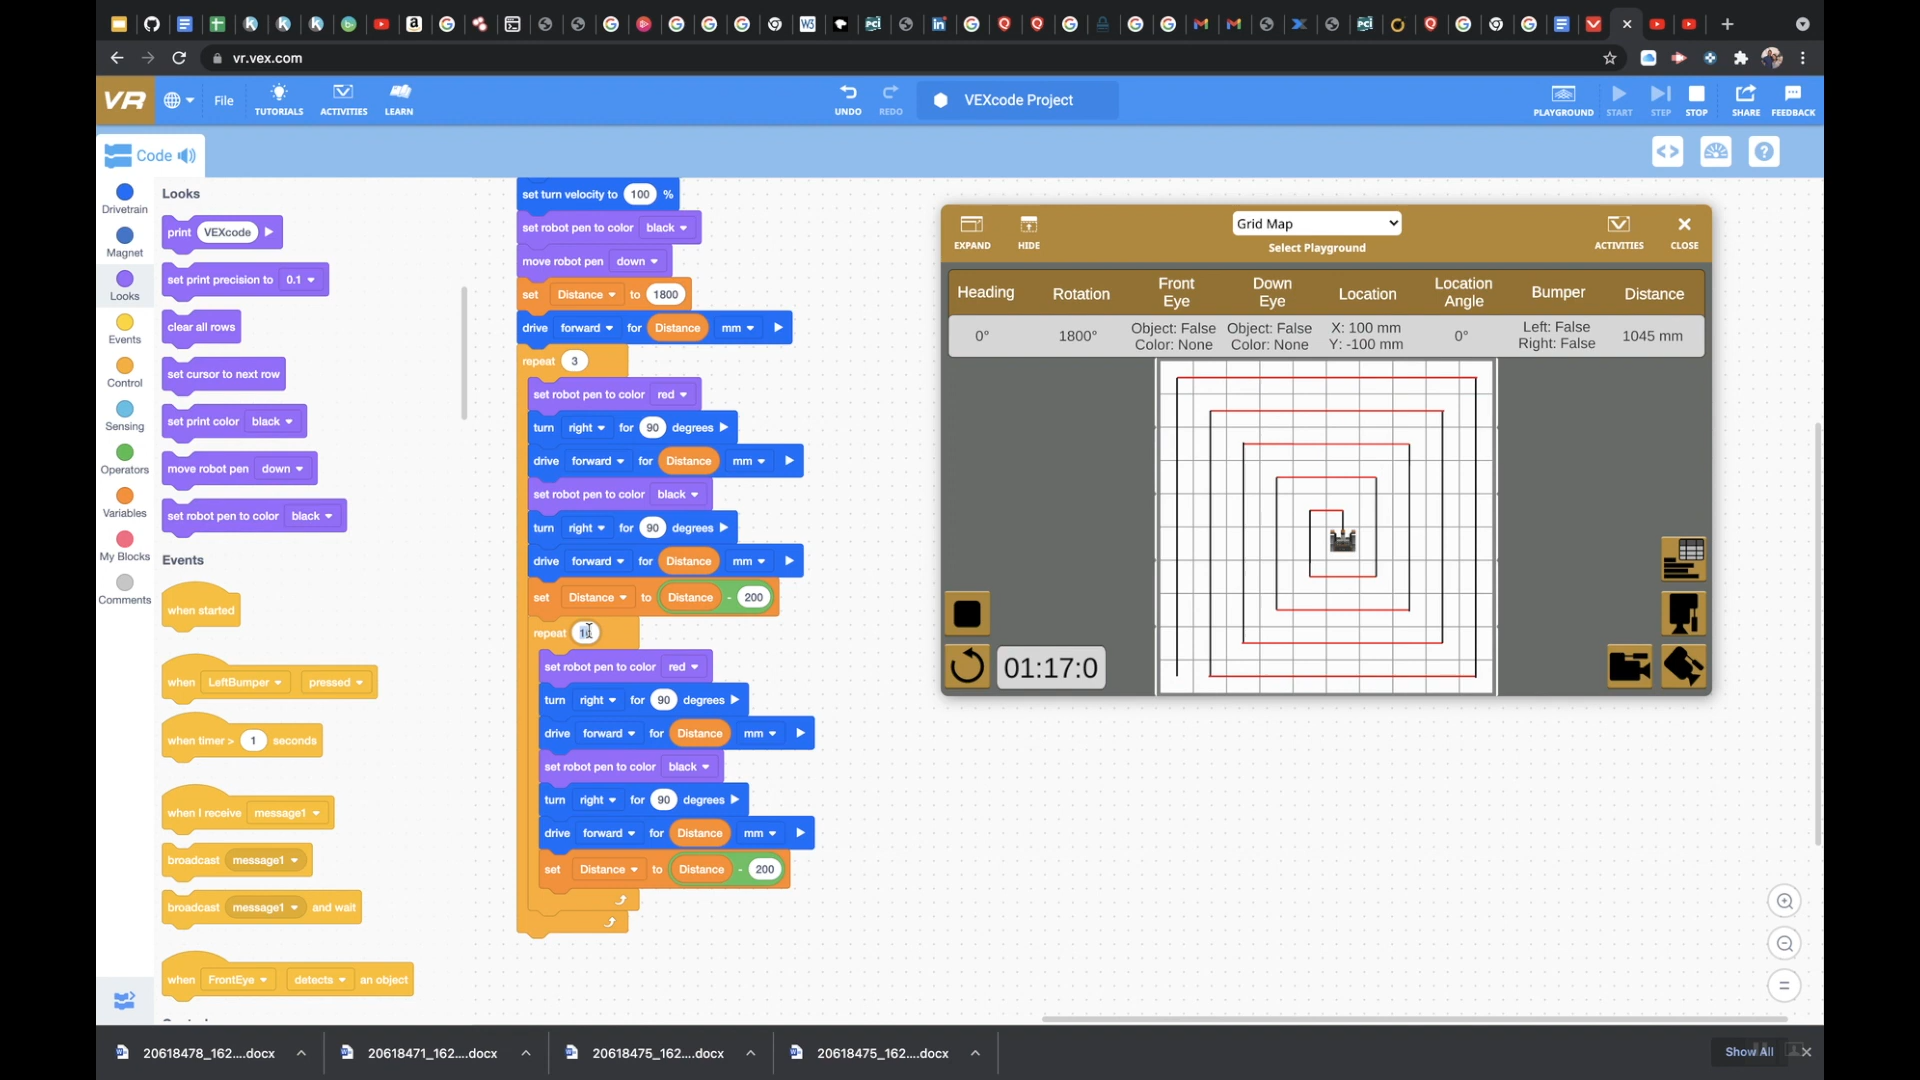 vr.vex.com
VR
File
TUTORIALS
ACTIVITIES
LEARN
UNDO
REDO
VEXcode Project
PLAYGROUND
START
STEP
STOP
SHARE
FEEDBACK
Code
Drivetrain
Magnet
Looks
Events
Control
Sensing
Operators
Variables
My Blocks
Comments
Looks
print VEXcode
set print precision to 0.1
clear all rows
set cursor to next row
set print color black
move robot pen down
set robot pen to color black
Events
when started
when LeftBumper pressed
when timer > 1 seconds
when I receive message1
broadcast message1
broadcast message1 and wait
when FrontEye detects an object
set turn velocity to 100 %
set robot pen to color black
move robot pen down
set Distance to 1800
drive forward for Distance mm
repeat 3
set robot pen to color red
turn right for 90 degrees
drive forward for Distance mm
set robot pen to color black
turn right for 90 degrees
drive forward for Distance mm
set Distance to Distance - 200
repeat
set robot pen to color red
turn right for 90 degrees
drive forward for Distance mm
set robot pen to color black
turn right for 90 degrees
drive forward for Distance mm
set Distance to Distance - 200
EXPAND
HIDE
Grid Map
Select Playground
ACTIVITIES
CLOSE
Heading Rotation Front Eye Down Eye Location Location Angle Bumper Distance
0° 1800° Object: False Object: False X: 100 mm 0° Left: False 1045 mm
Color: None Color: None Y: -100 mm Right: False
01:17:0
20618478_162....docx
20618471_162....docx
20618475_162....docx
20618475_162....docx
Show All